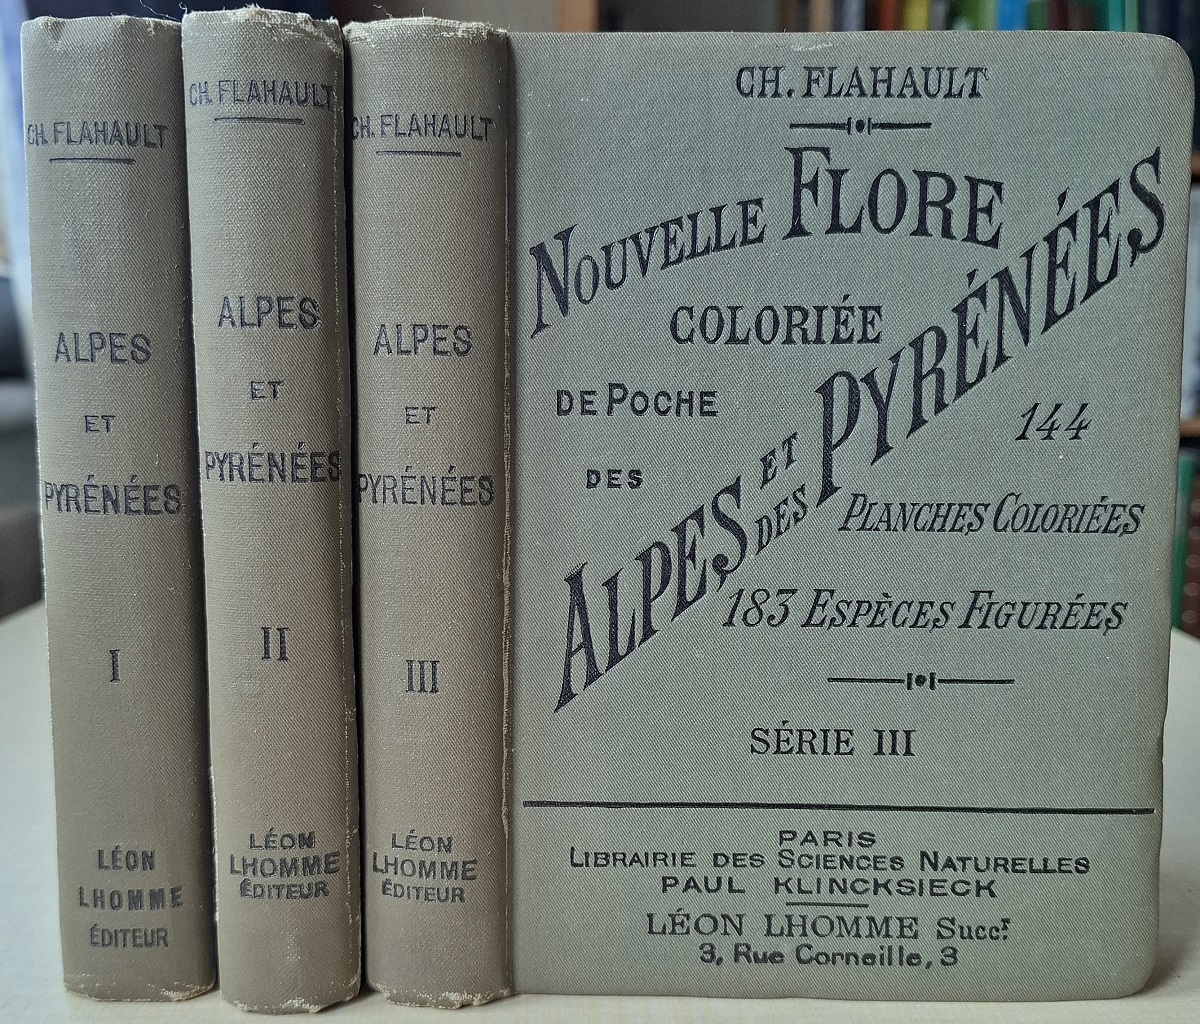 CH. FLAHAULT
ALPES
ET
PYRÉNÉES
I
LÉON
LHOMME
ÉDITEUR
CH. FLAHAULT
ALPES
ET
PYRÉNÉES
II
LÉON
LHOMME
ÉDITEUR
CH. FLAHAULT
ALPES
ET
PYRÉNÉES
III
LÉON
LHOMME
ÉDITEUR
CH. FLAHAULT
NOUVELLE FLORE
COLORIÉE
DE POCHE
DES
ALPES ET DES PYRÉNÉES
144
PLANCHES COLORIÉES
183 ESPÈCES FIGURÉES
SÉRIE III
PARIS
LIBRAIRIE DES SCIENCES NATURELLES
PAUL KLINCKSIECK
LÉON LHOMME Succr.
3, Rue Corneille, 3